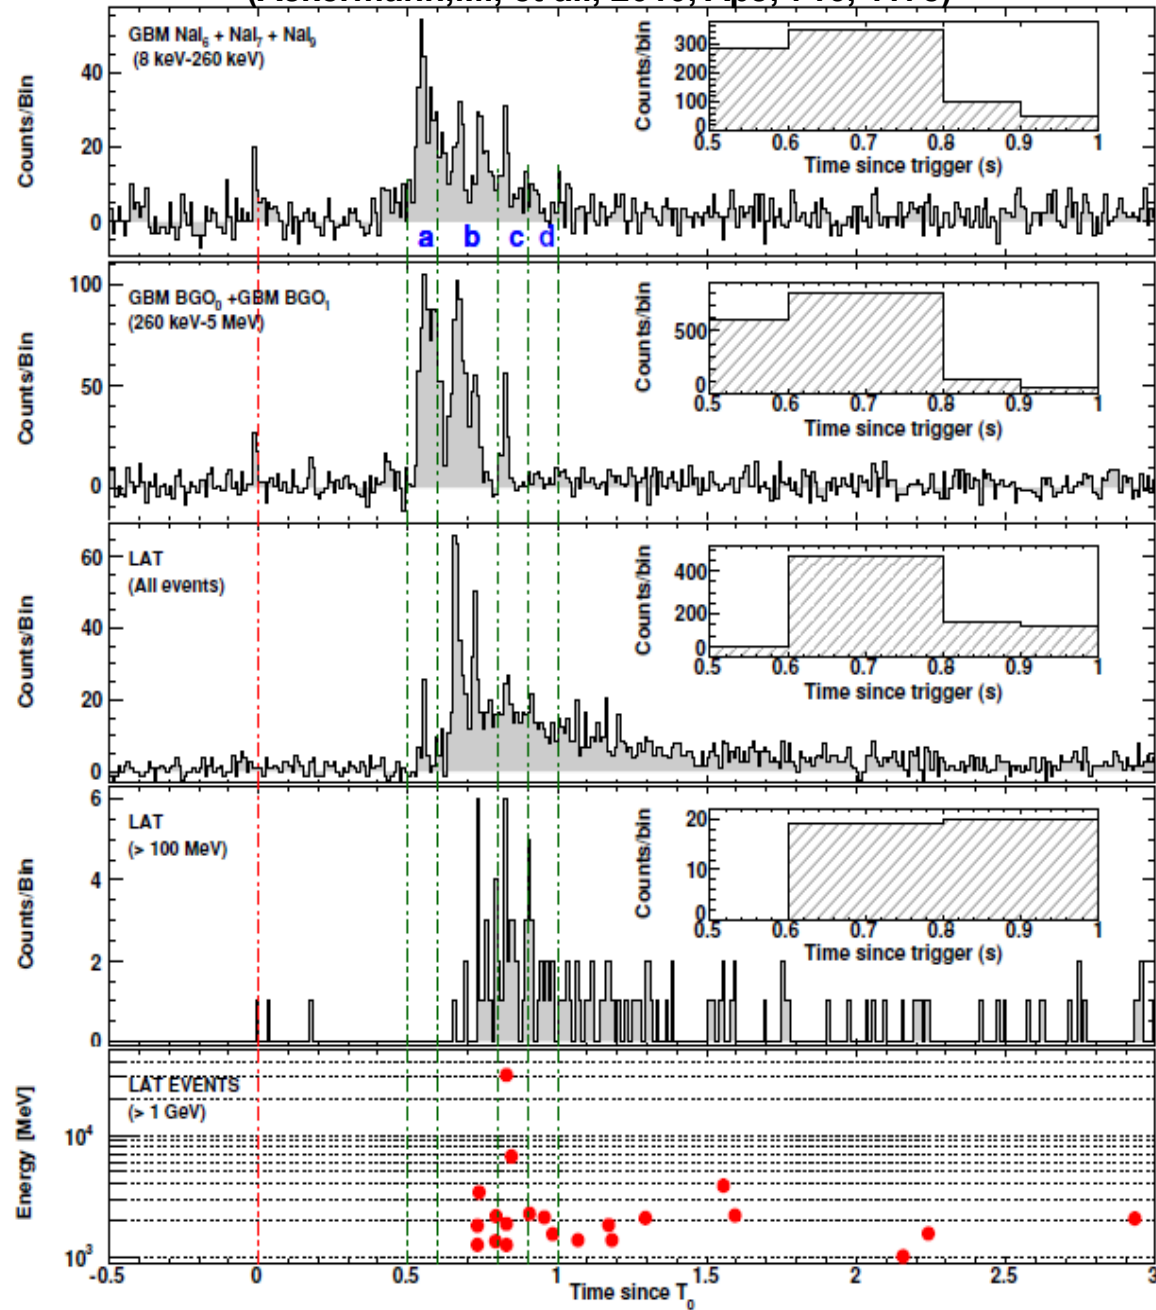 GBM NaI6 + NaI7 + NaI9
(8 keV-260 keV)
Counts/Bin
40
20
0
a b c d
Counts/bin
300
200
100
0
0.5 0.6 0.7 0.8 0.9 1
Time since trigger (s)
GBM BGO0 +GBM BGO1
(260 keV-5 MeV)
Counts/Bin
100
50
0
Counts/bin
500
0
0.5 0.6 0.7 0.8 0.9 1
Time since trigger (s)
LAT
(All events)
Counts/Bin
60
40
20
0
Counts/bin
400
200
0
0.5 0.6 0.7 0.8 0.9 1
Time since trigger (s)
LAT
(> 100 MeV)
Counts/Bin
6
4
2
0
Counts/bin
20
10
0
0.5 0.6 0.7 0.8 0.9 1
Time since trigger (s)
LAT EVENTS
(> 1 GeV)
Energy [MeV]
10^4
10^3
-0.5 0 0.5 1 1.5 2 2.5 3
Time since T0